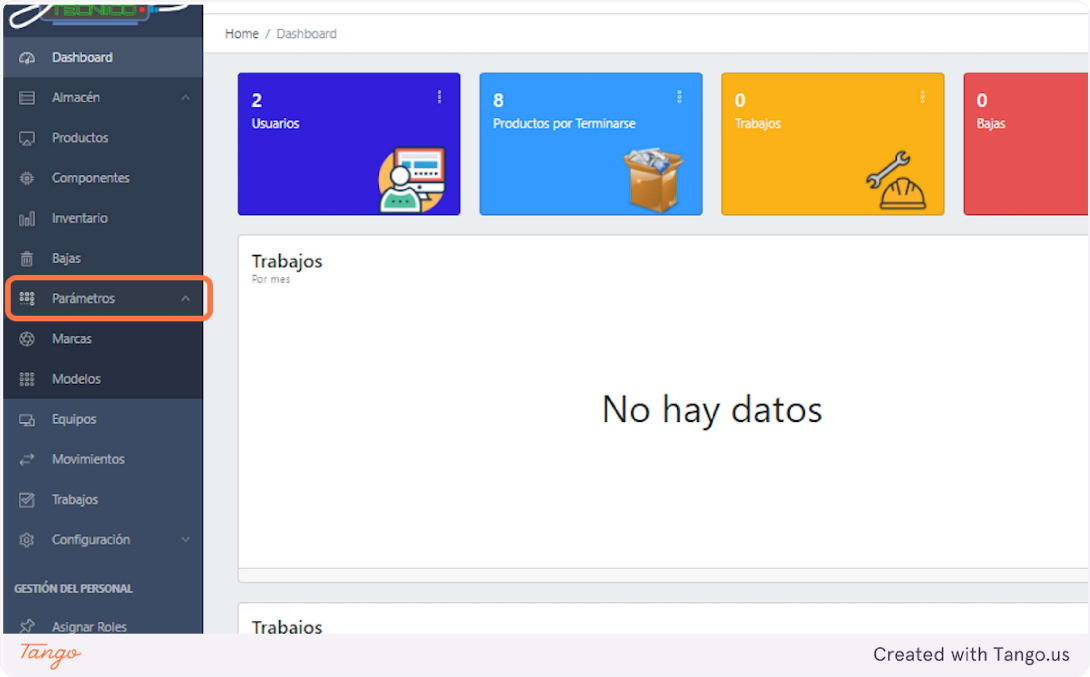 TECNICO
Home / Dashboard
Dashboard
Almacén
Productos
Componentes
Inventario
Bajas
Parámetros
Marcas
Modelos
Equipos
Movimientos
Trabajos
Configuración
GESTIÓN DEL PERSONAL
Asignar Roles
2
Usuarios
8
Productos por Terminarse
0
Trabajos
0
Bajas
Trabajos
Por mes
No hay datos
Trabajos
Tango
Created with Tango.us